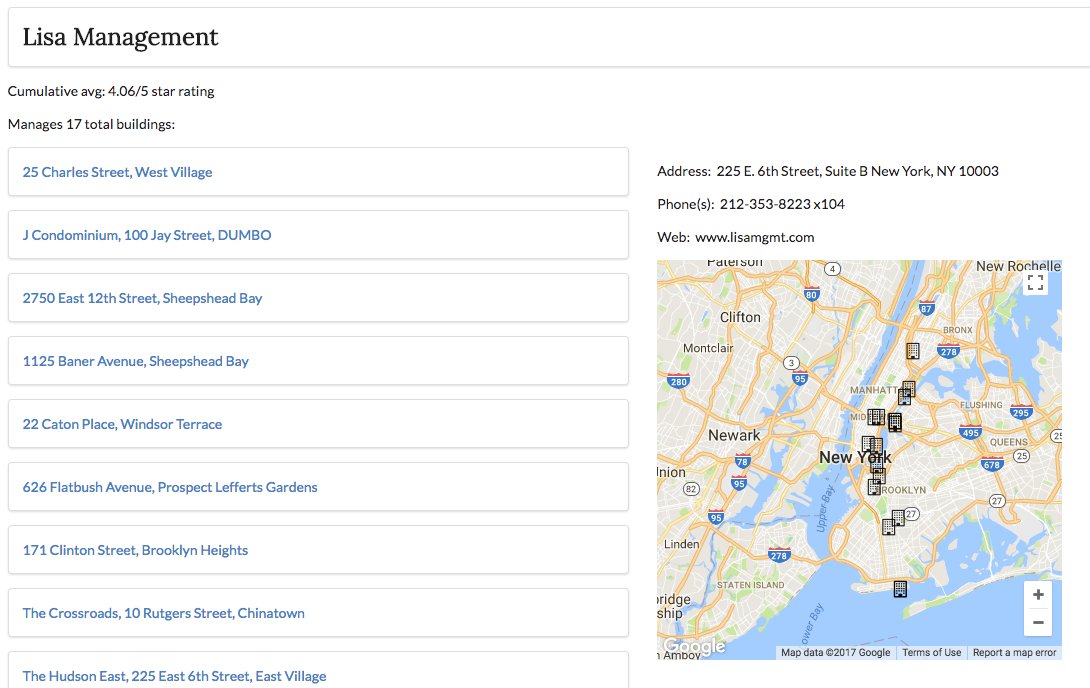 Lisa Management
Cumulative avg: 4.06/5 star rating
Manages 17 total buildings:
25 Charles Street, West Village
J Condominium, 100 Jay Street, DUMBO
2750 East 12th Street, Sheepshead Bay
1125 Baner Avenue, Sheepshead Bay
22 Caton Place, Windsor Terrace
626 Flatbush Avenue, Prospect Lefferts Gardens
171 Clinton Street, Brooklyn Heights
The Crossroads, 10 Rutgers Street, Chinatown
The Hudson East, 225 East 6th Street, East Village
Address: 225 E. 6th Street, Suite B New York, NY 10003
Phone(s): 212-353-8223 x104
Web: www.lisamgmt.com
Paterson
4
New Rochelle
80
87
Clifton
BRONX
Montclair
278
3
95
280
MANHATT
FLUSHING
295
MID
495
25
Newark
QUEENS
New York
25
78
678
nion
95
82
ROOKLYN
27
Upper Bay
95
27
Linden
278
STATEN ISLAND
bridge
ship
ower Bay
+
−
Google
h Amboy
Map data ©2017 Google
Terms of Use
Report a map error